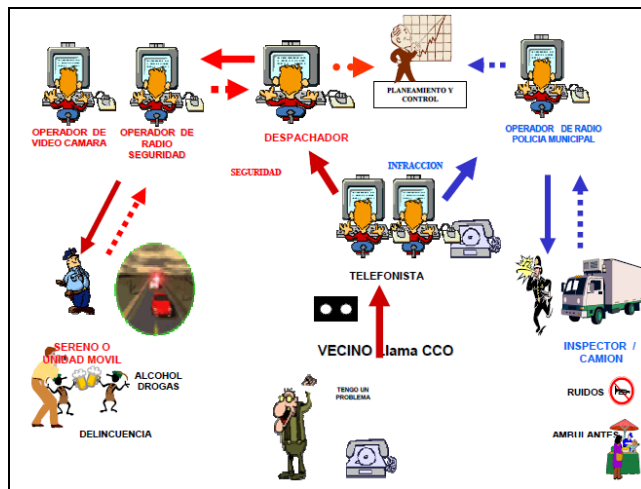 PLANEAMIENTO Y
CONTROL
OPERADOR DE
VIDEO CAMARA
OPERADOR DE
RADIO
SEGURIDAD
DESPACHADOR
OPERADOR DE RADIO
POLICIA MUNICIPAL
SEGURIDAD
INFRACCION
TELEFONISTA
VECINO Llama CCO
SERENO O
UNIDAD MOVIL
INSPECTOR /
CAMION
ALCOHOL
DROGAS
TENGO UN
PROBLEMA
RUIDOS
DELINCUENCIA
AMBULANTES